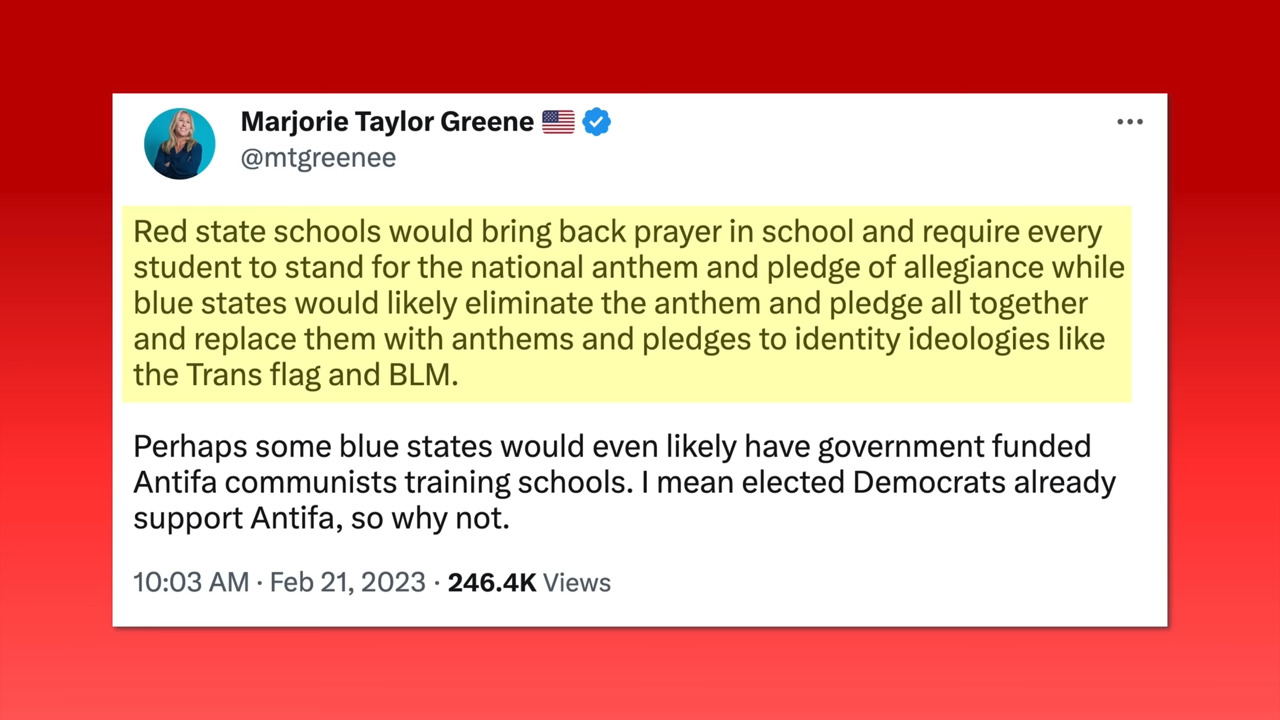 Marjorie Taylor Greene 🇺🇸
@mtgreenee
Red state schools would bring back prayer in school and require every
student to stand for the national anthem and pledge of allegiance while
blue states would likely eliminate the anthem and pledge all together
and replace them with anthems and pledges to identity ideologies like
the Trans flag and BLM.
Perhaps some blue states would even likely have government funded
Antifa communists training schools. I mean elected Democrats already
support Antifa, so why not.
10:03 AM · Feb 21, 2023 · 246.4K Views